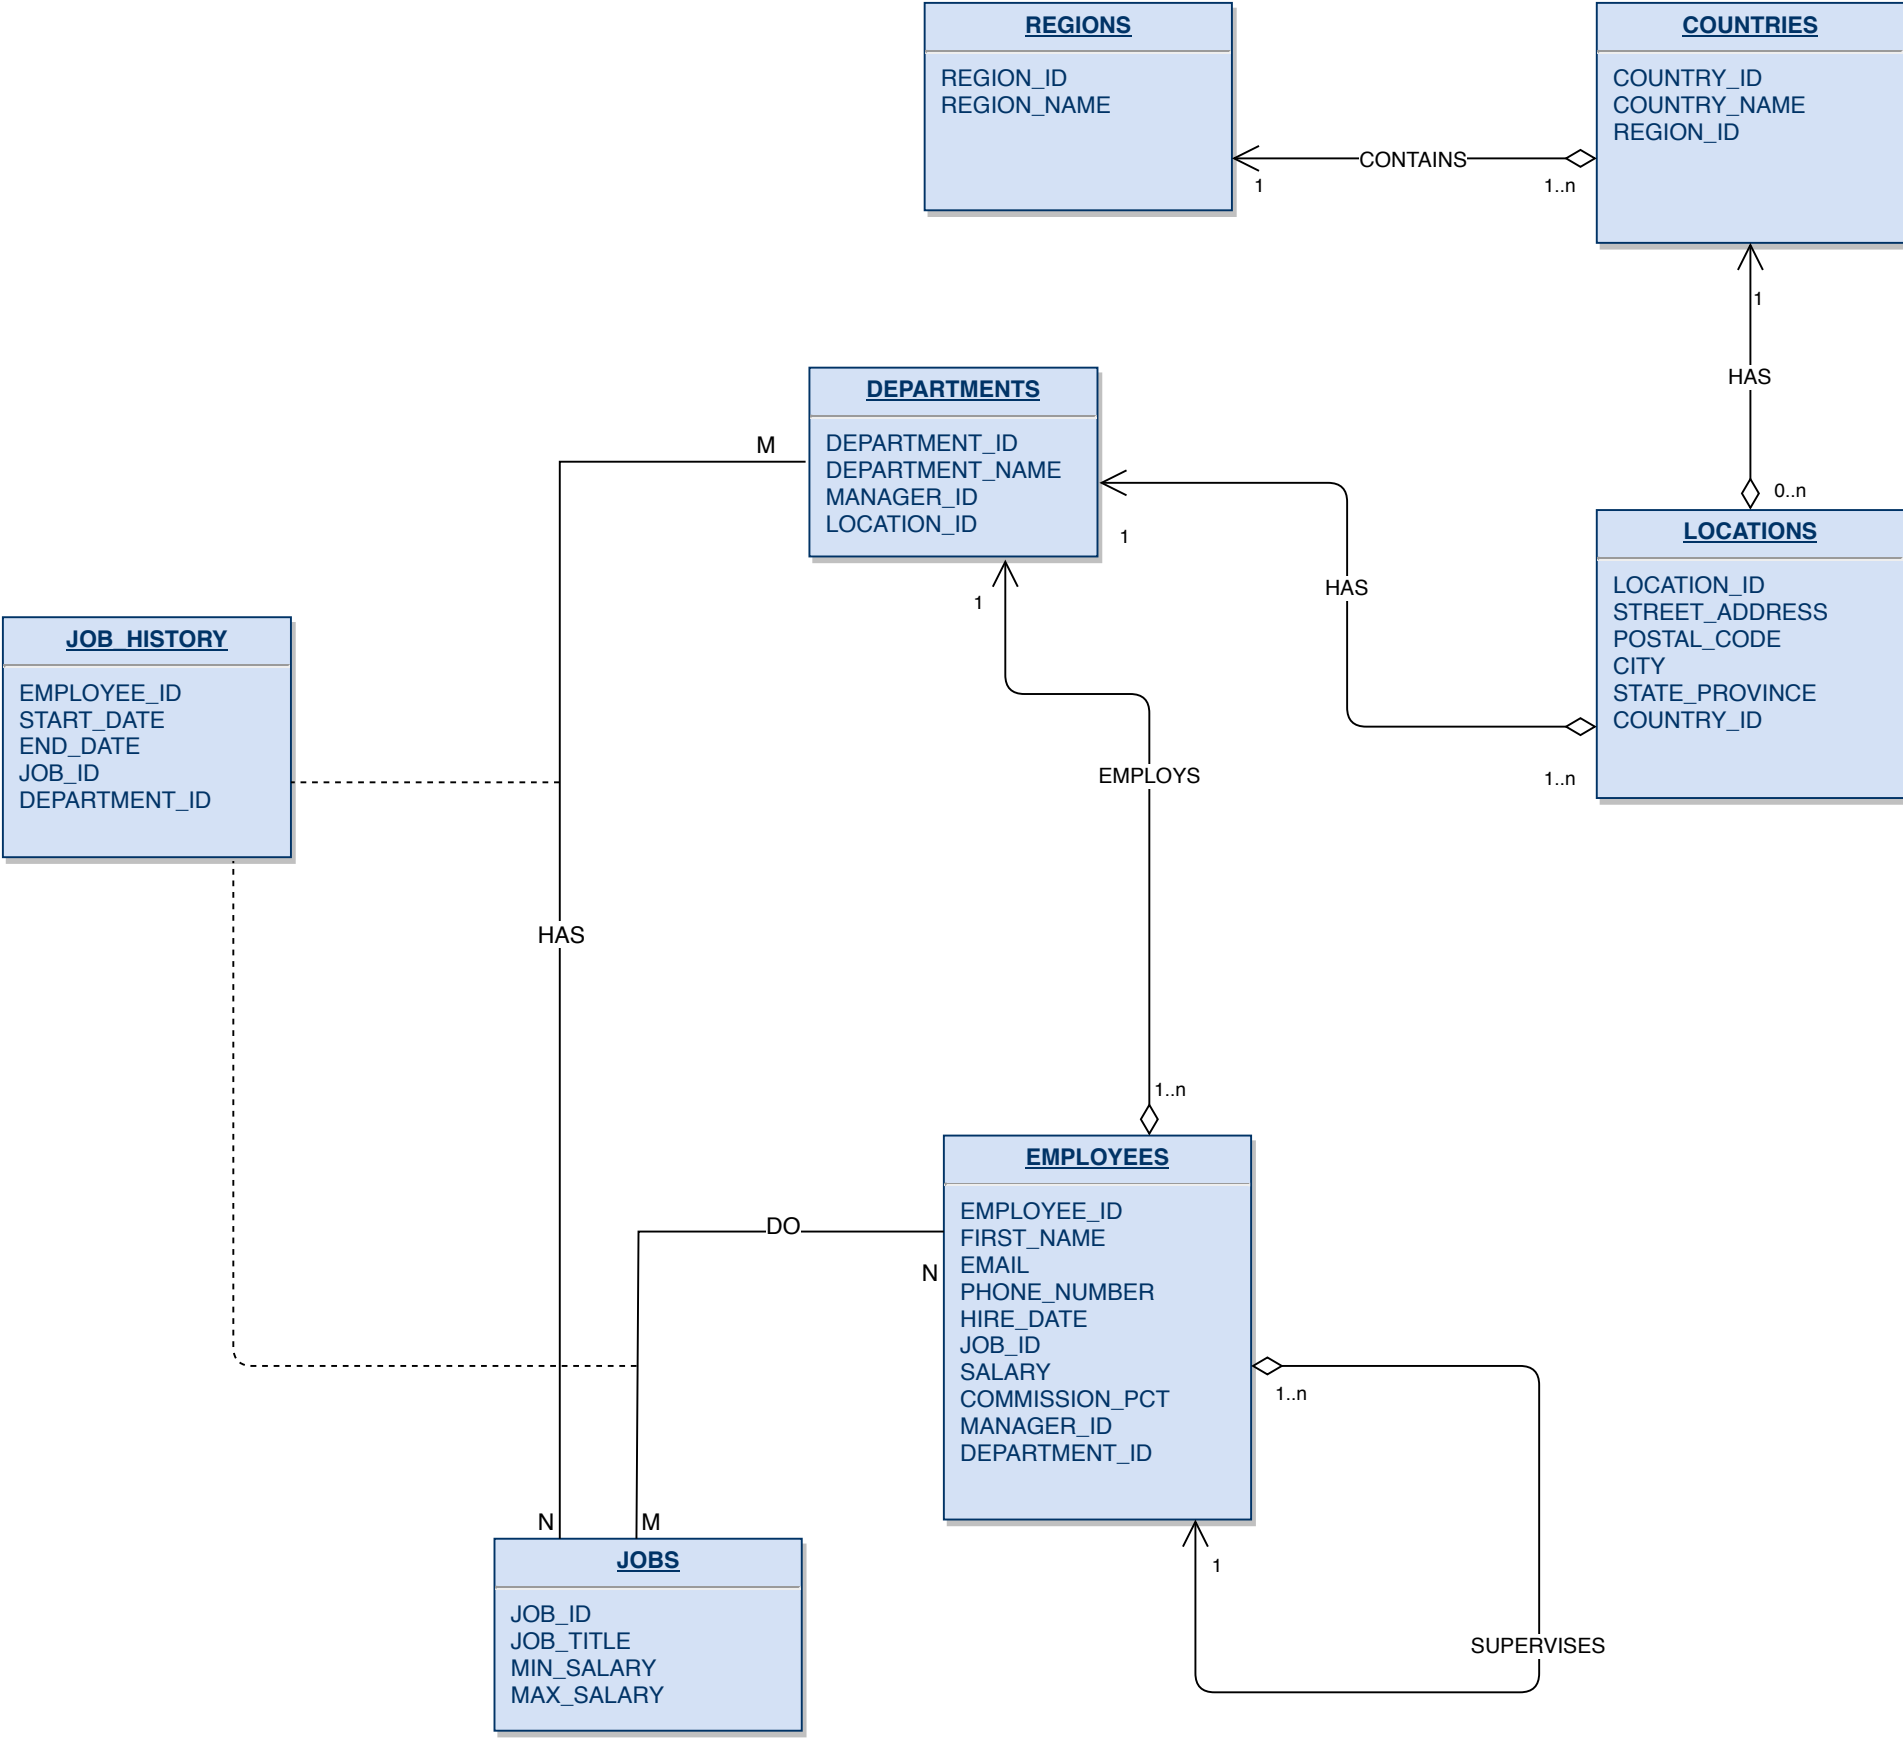 REGIONS
REGION_ID
REGION_NAME
COUNTRIES
COUNTRY_ID
COUNTRY_NAME
REGION_ID
CONTAINS
1
1..n
1
HAS
0..n
DEPARTMENTS
DEPARTMENT_ID
DEPARTMENT_NAME
MANAGER_ID
LOCATION_ID
M
1
HAS
1..n
LOCATIONS
LOCATION_ID
STREET_ADDRESS
POSTAL_CODE
CITY
STATE_PROVINCE
COUNTRY_ID
1
EMPLOYS
1..n
JOB_HISTORY
EMPLOYEE_ID
START_DATE
END_DATE
JOB_ID
DEPARTMENT_ID
HAS
EMPLOYEES
EMPLOYEE_ID
FIRST_NAME
EMAIL
PHONE_NUMBER
HIRE_DATE
JOB_ID
SALARY
COMMISSION_PCT
MANAGER_ID
DEPARTMENT_ID
DO
N
1..n
1
SUPERVISES
N
M
JOBS
JOB_ID
JOB_TITLE
MIN_SALARY
MAX_SALARY